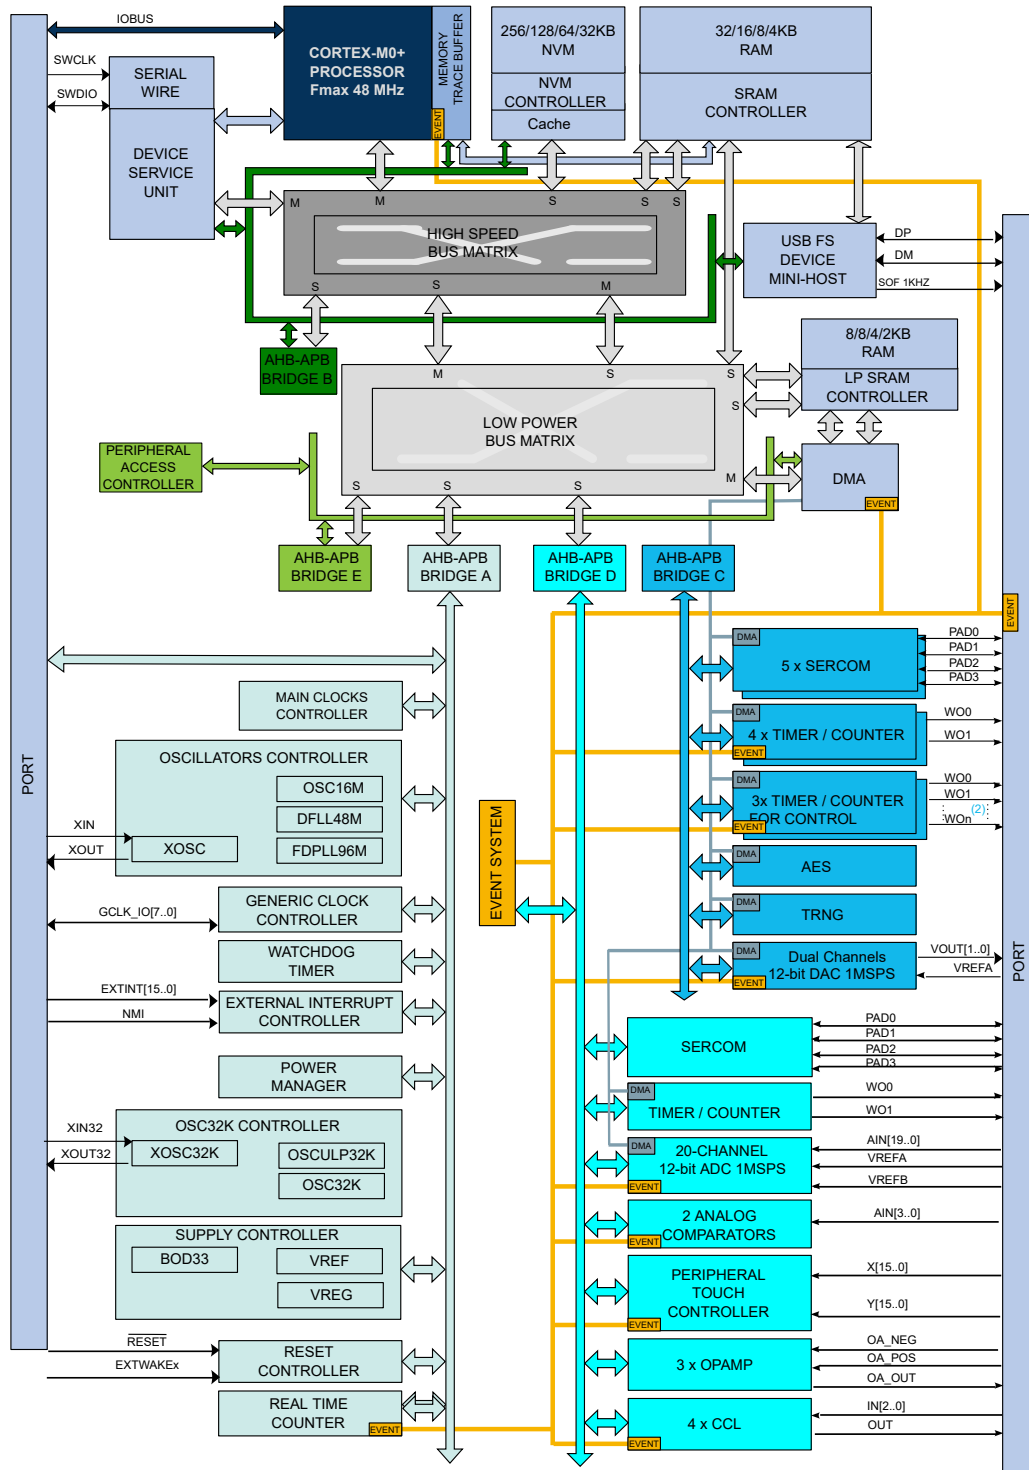 IOBUS
SWCLK
SWDIO
SERIAL
WIRE
DEVICE
SERVICE
UNIT
CORTEX-M0+
PROCESSOR
Fmax 48 MHz
MEMORY
TRACE BUFFER
EVENT
256/128/64/32KB
NVM
NVM
CONTROLLER
Cache
32/16/8/4KB
RAM
SRAM
CONTROLLER
M
M
S
S
S
HIGH SPEED
BUS MATRIX
S
S
M
USB FS
DEVICE
MINI-HOST
DP
DM
SOF 1KHZ
AHB-APB
BRIDGE B
8/8/4/2KB
RAM
LP SRAM
CONTROLLER
M
S
S
S
LOW POWER
BUS MATRIX
S
S
S
M
PERIPHERAL
ACCESS
CONTROLLER
DMA
EVENT
AHB-APB
BRIDGE E
AHB-APB
BRIDGE A
AHB-APB
BRIDGE D
AHB-APB
BRIDGE C
EVENT
PORT
PORT
MAIN CLOCKS
CONTROLLER
OSCILLATORS CONTROLLER
OSC16M
DFLL48M
FDPLL96M
XOSC
XIN
XOUT
GCLK_IO[7..0]
GENERIC CLOCK
CONTROLLER
WATCHDOG
TIMER
EXTINT[15..0]
NMI
EXTERNAL INTERRUPT
CONTROLLER
POWER
MANAGER
XIN32
XOUT32
OSC32K CONTROLLER
XOSC32K
OSCULP32K
OSC32K
SUPPLY CONTROLLER
BOD33
VREF
VREG
RESET
EXTWAKEx
RESET
CONTROLLER
REAL TIME
COUNTER
EVENT
EVENT SYSTEM
DMA
5 x SERCOM
PAD0
PAD1
PAD2
PAD3
DMA
4 x TIMER / COUNTER
EVENT
WO0
WO1
DMA
3x TIMER / COUNTER
FOR CONTROL
EVENT
WO0
WO1
(2)
WOn
DMA
AES
DMA
TRNG
DMA
Dual Channels
12-bit DAC 1MSPS
EVENT
VOUT[1..0]
VREFA
SERCOM
PAD0
PAD1
PAD2
PAD3
DMA
TIMER / COUNTER
WO0
WO1
DMA
20-CHANNEL
12-bit ADC 1MSPS
EVENT
AIN[19..0]
VREFA
VREFB
2 ANALOG
COMPARATORS
EVENT
AIN[3..0]
PERIPHERAL
TOUCH
CONTROLLER
EVENT
X[15..0]
Y[15..0]
3 x OPAMP
OA_NEG
OA_POS
OA_OUT
4 x CCL
EVENT
IN[2..0]
OUT